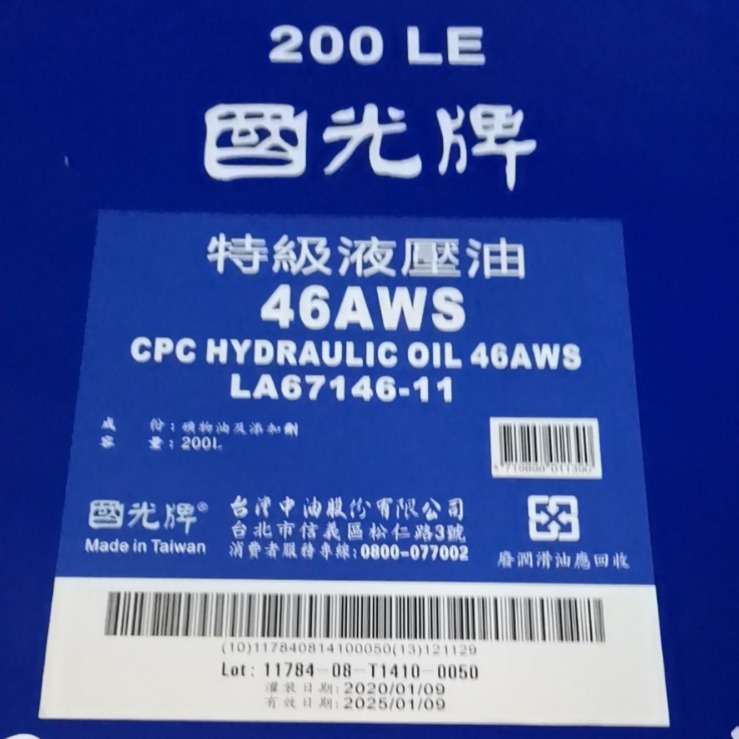 200 LE
國光牌
特級液壓油
46AWS
CPC HYDRAULIC OIL 46AWS
LA67146-11
成 份：礦物油及添加劑
容 量：200L
國光牌®
Made in Taiwan
台灣中油股份有限公司
台北市信義區松仁路3號
消費者服務專線:0800-077002
廢潤滑油應回收
(10)117840814100050(13)121129
Lot: 11784-08-T1410-0050
灌裝日期:2020/01/09
有效日期:2025/01/09